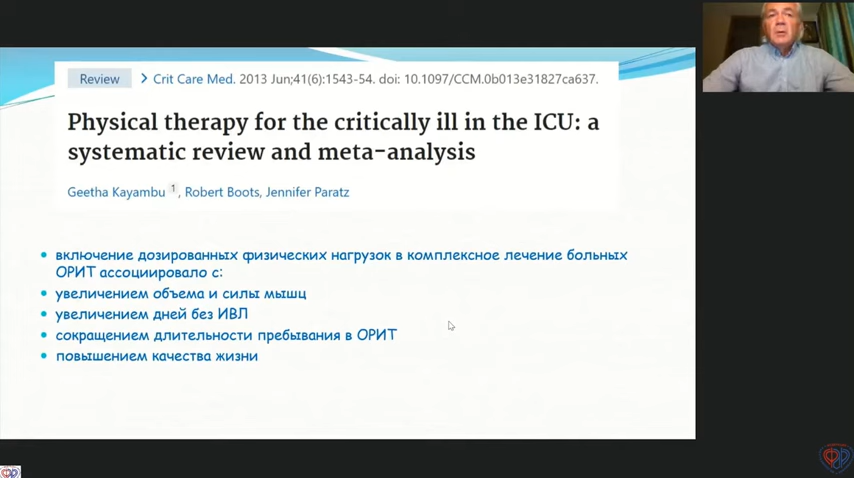 Review > Crit Care Med. 2013 Jun;41(6):1543-54. doi: 10.1097/CCM.0b013e31827ca637.
Physical therapy for the critically ill in the ICU: a
systematic review and meta-analysis
Geetha Kayambu 1, Robert Boots, Jennifer Paratz
• включение дозированных физических нагрузок в комплексное лечение больных
ОРИТ ассоциировало с:
• увеличением объема и силы мышц
• увеличением дней без ИВЛ
• сокращением длительности пребывания в ОРИТ
• повышением качества жизни